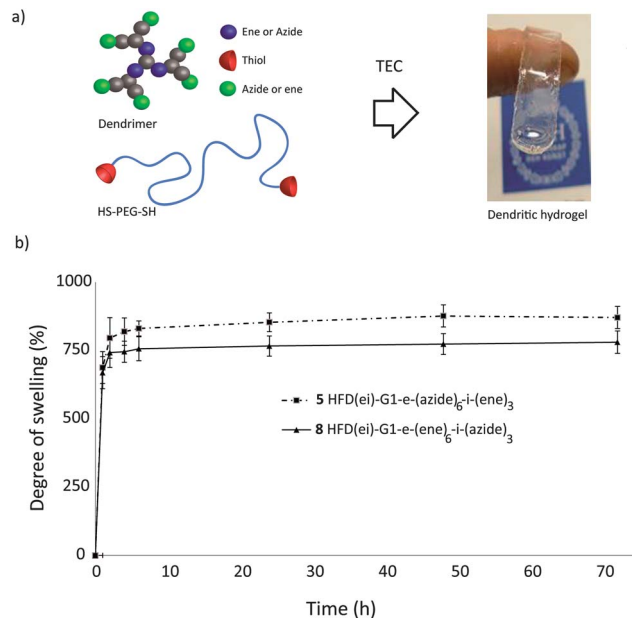 a)
Ene or Azide
Thiol
Azide or ene
Dendrimer
HS-PEG-SH
TEC
Dendritic hydrogel
b)
1000
750
500
250
0
Degree of swelling (%)
5 HFD(ei)-G1-e-(azide)6-i-(ene)3
8 HFD(ei)-G1-e-(ene)6-i-(azide)3
0 10 20 30 40 50 60 70
Time (h)